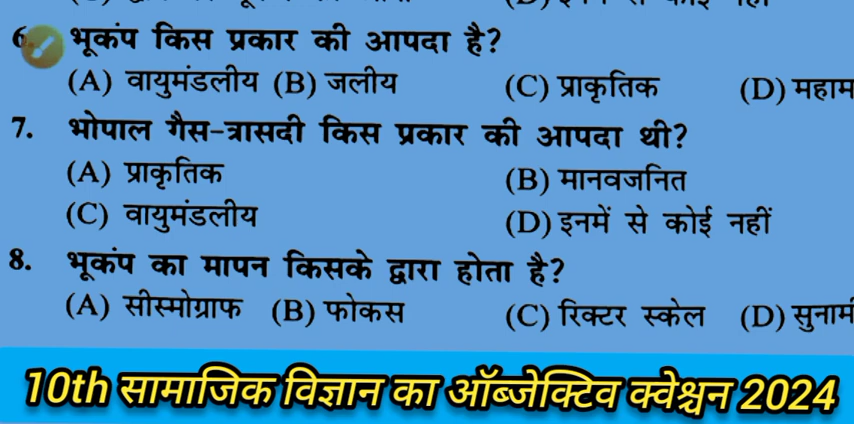 6. भूकंप किस प्रकार की आपदा है?
(A) वायुमंडलीय (B) जलीय (C) प्राकृतिक (D)
7. भोपाल गैस-त्रासदी किस प्रकार की आपदा थी?
(A) प्राकृतिक (B) मानवजनित
(C) वायुमंडलीय (D) इनमें से कोई नहीं
8. भूकंप का मापन किसके द्वारा होता है?
(A) सीस्मोग्राफ (B) फोकस (C) रिक्टर स्केल (D)
10th सामाजिक विज्ञान का ऑब्जेक्टिव क्वेश्चन 2024